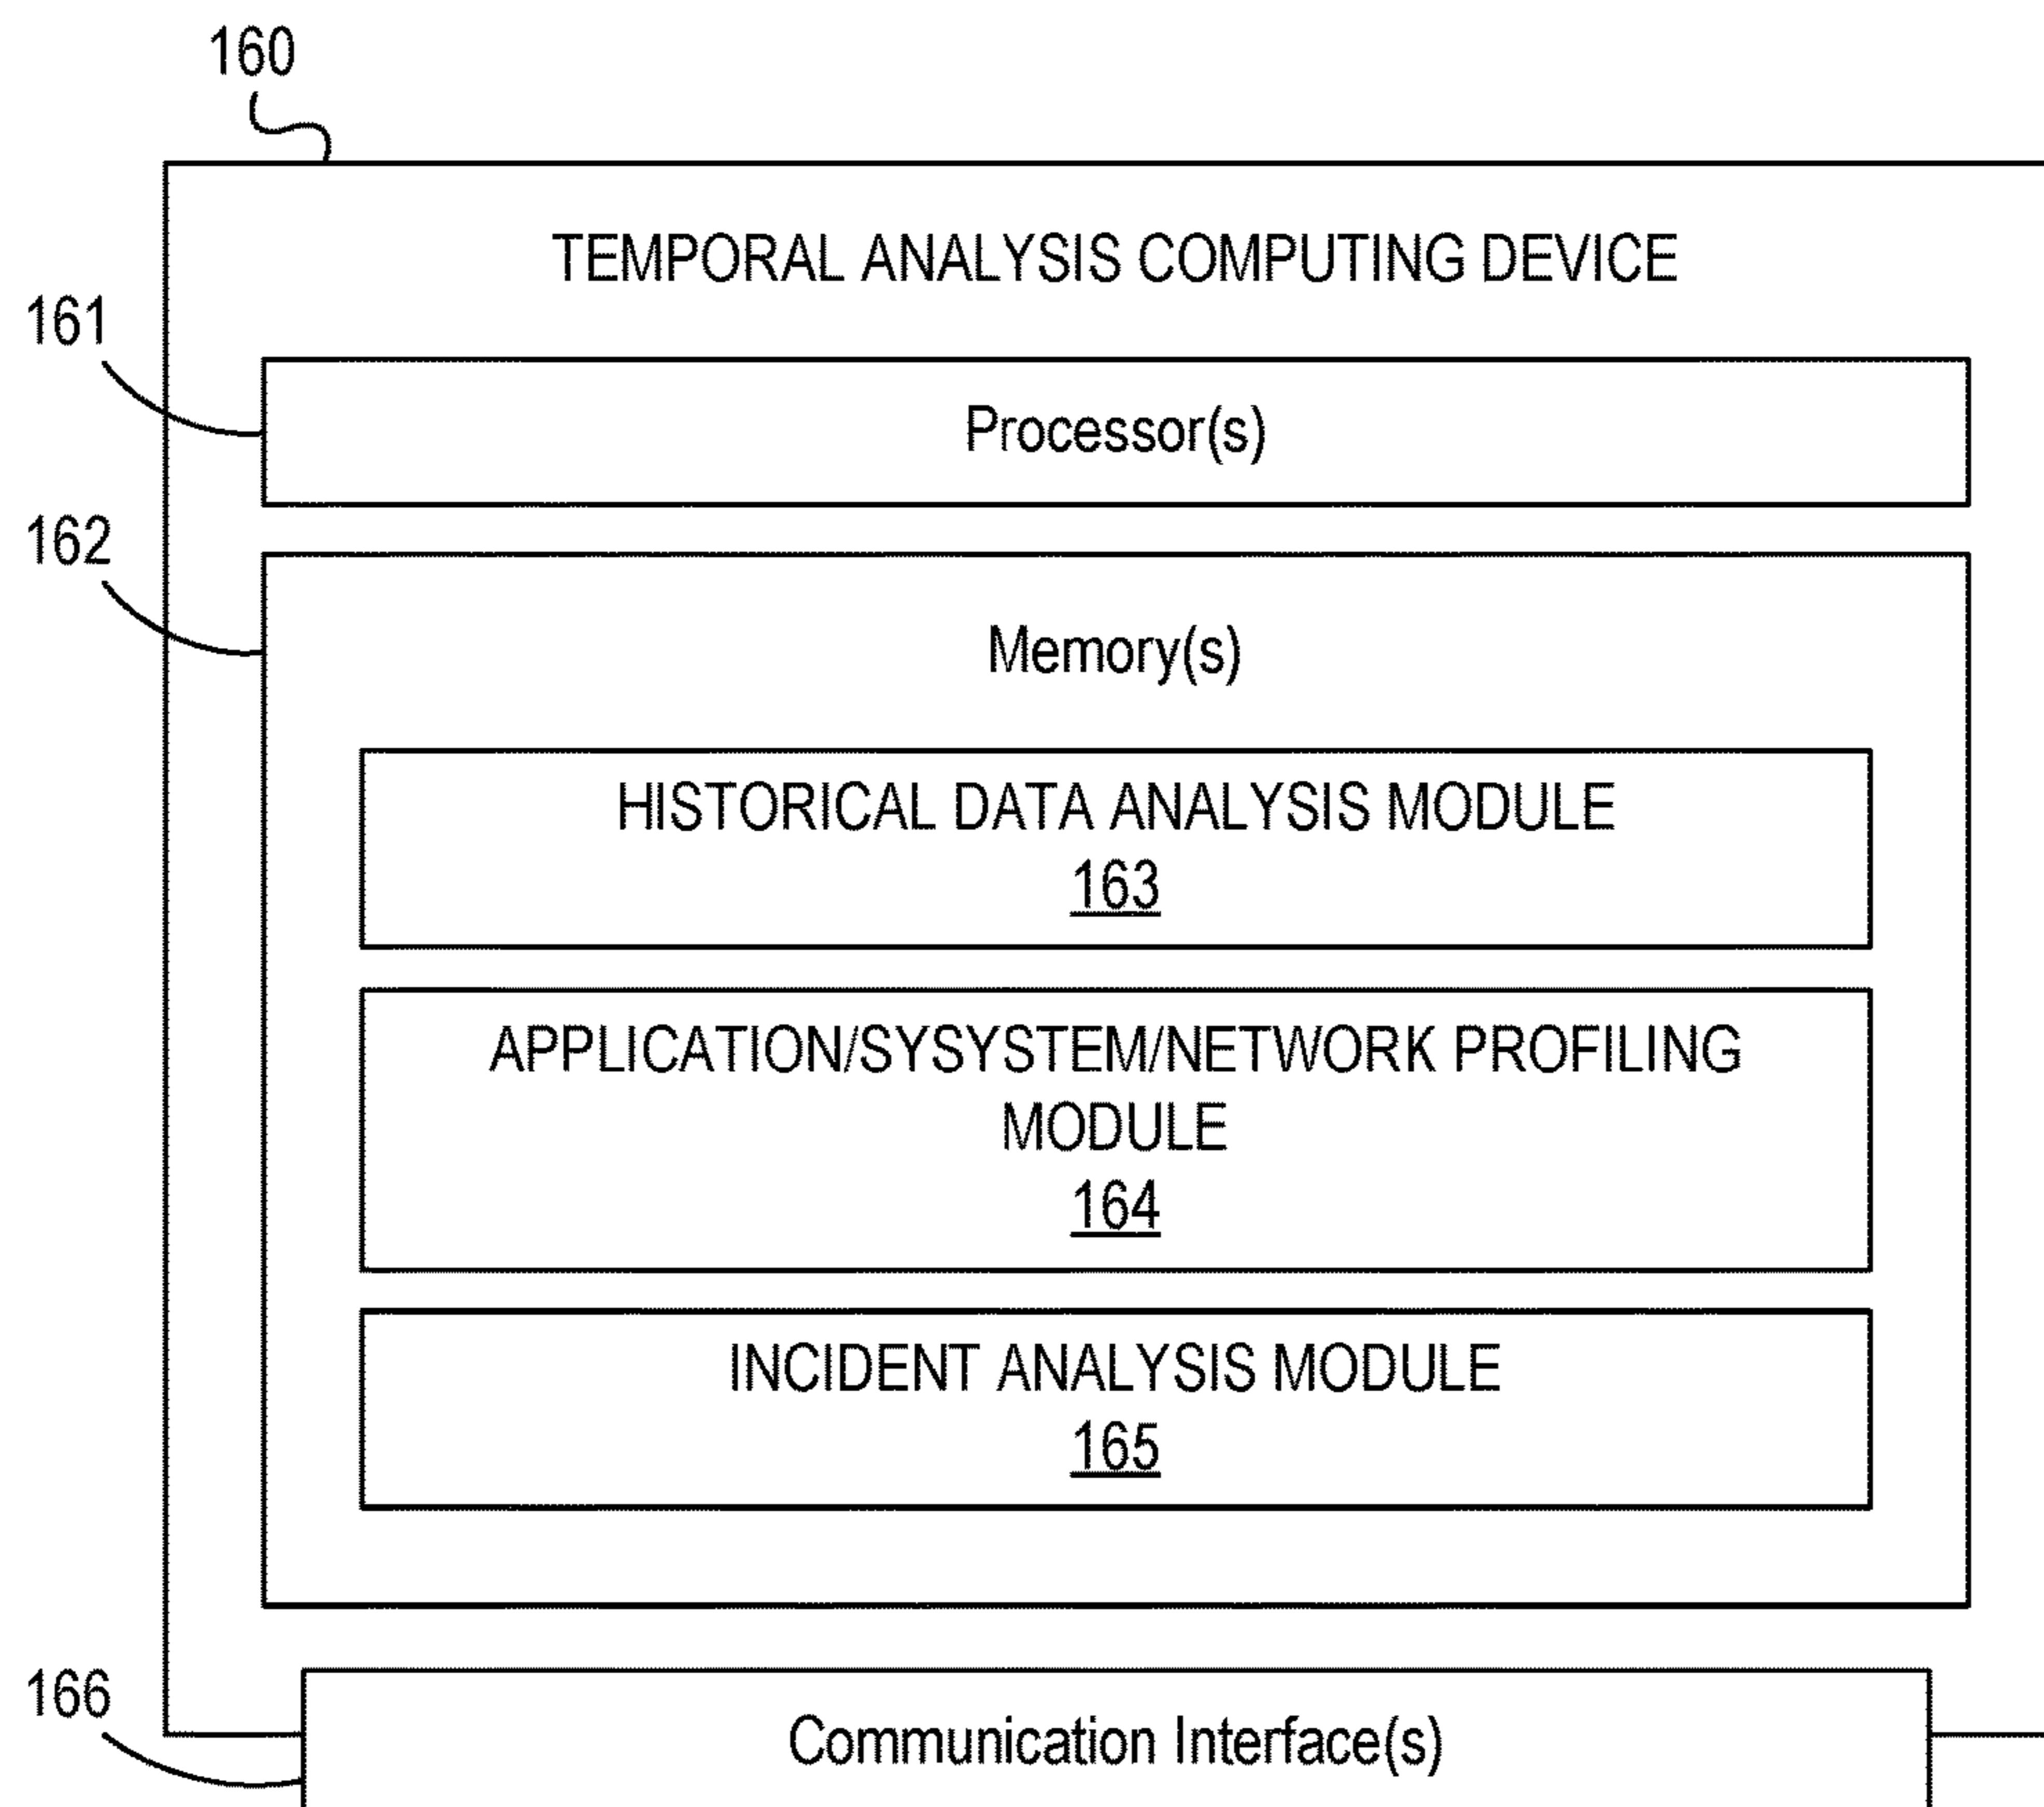 160
TEMPORAL ANALYSIS COMPUTING DEVICE
161
Processor(s)
162
Memory(s)
HISTORICAL DATA ANALYSIS MODULE
163
APPLICATION/SYSYSTEM/NETWORK PROFILING
MODULE
164
INCIDENT ANALYSIS MODULE
165
166
Communication Interface(s)